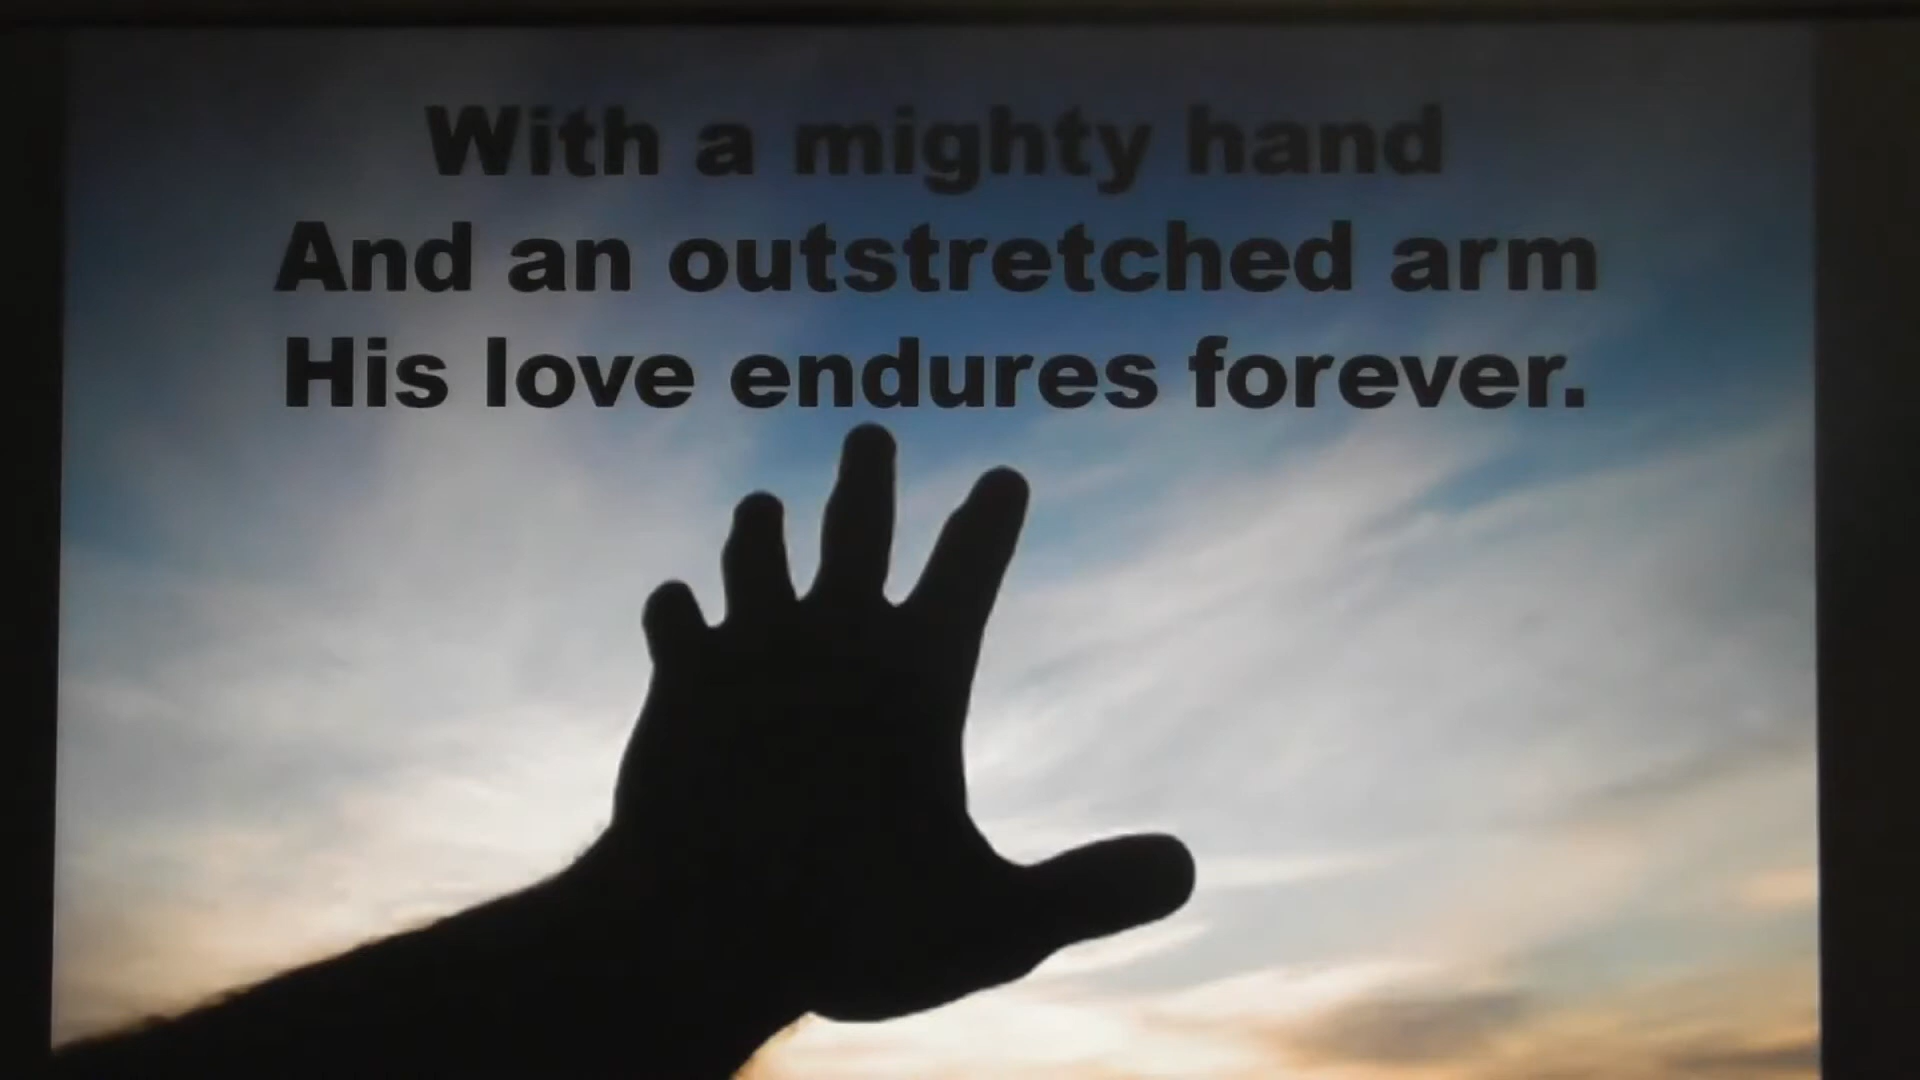 With a mighty hand
And an outstretched arm
His love endures forever.